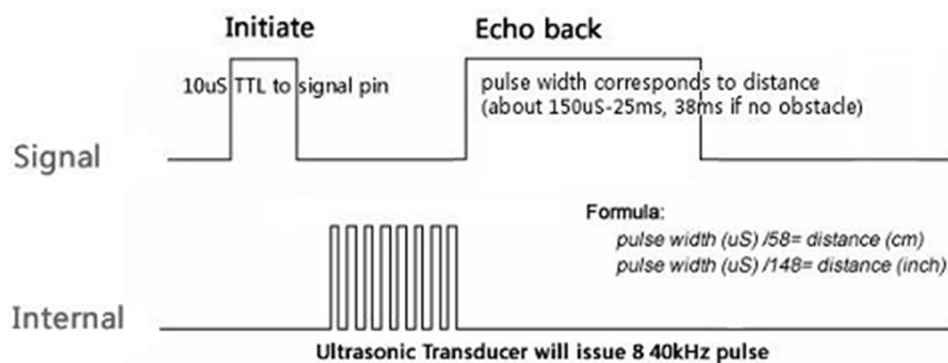 Initiate
Echo back
10uS TTL to signal pin
pulse width corresponds to distance
(about 150uS-25ms, 38ms if no obstacle)
Signal
Formula:
pulse width (uS) /58= distance (cm)
pulse width (uS) /148= distance (inch)
Internal
Ultrasonic Transducer will issue 8 40kHz pulse